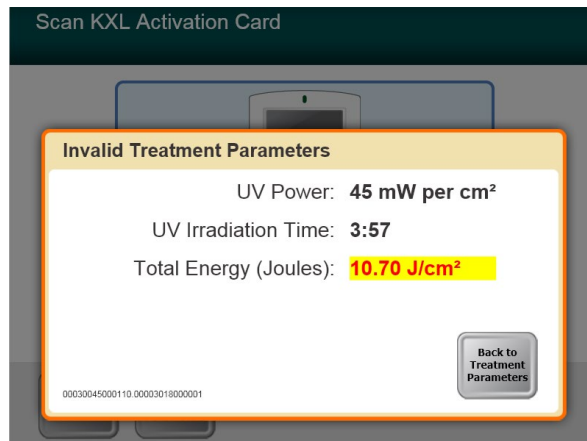 Scan KXL Activation Card
Invalid Treatment Parameters
UV Power: 45 mW per cm²
UV Irradiation Time: 3:57
Total Energy (Joules): 10.70 J/cm²
Back to
Treatment
Parameters
00030045000110.00003018000001